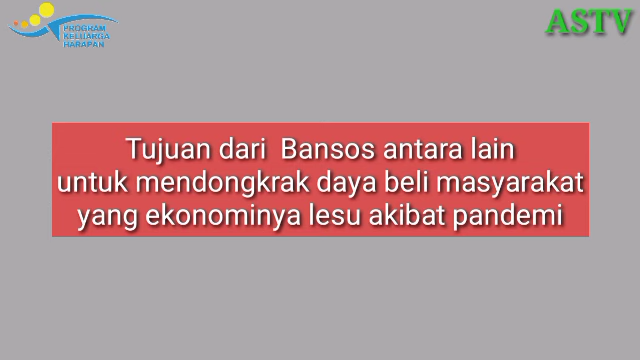 PROGRAM
KELUARGA
HARAPAN
ASTV
Tujuan dari  Bansos antara lain
untuk mendongkrak daya beli masyarakat
yang ekonominya lesu akibat pandemi